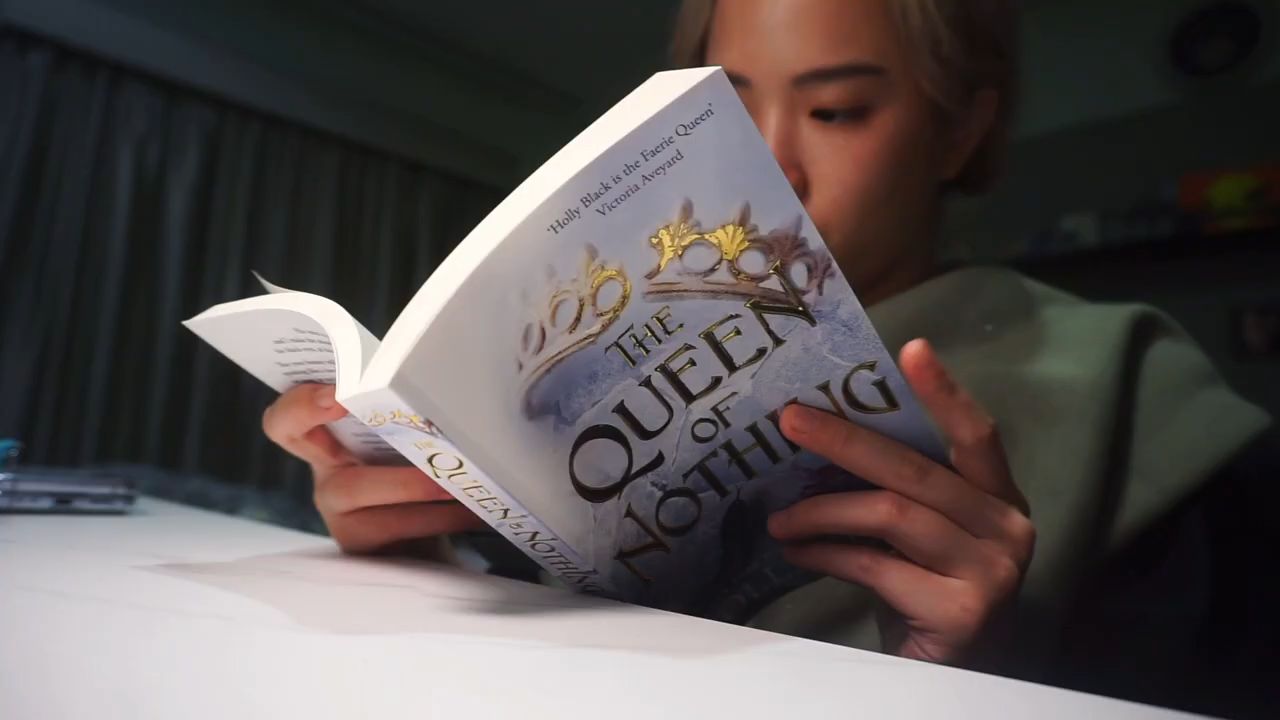 'Holly Black is the Faerie Queen'
Victoria Aveyard
THE
QUEEN
OF
NOTHING
THE QUEEN of NOTHING